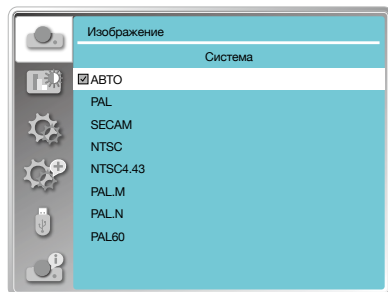 Изображение
Система
АВТО
PAL
SECAM
NTSC
NTSC4.43
PAL.M
PAL.N
PAL60